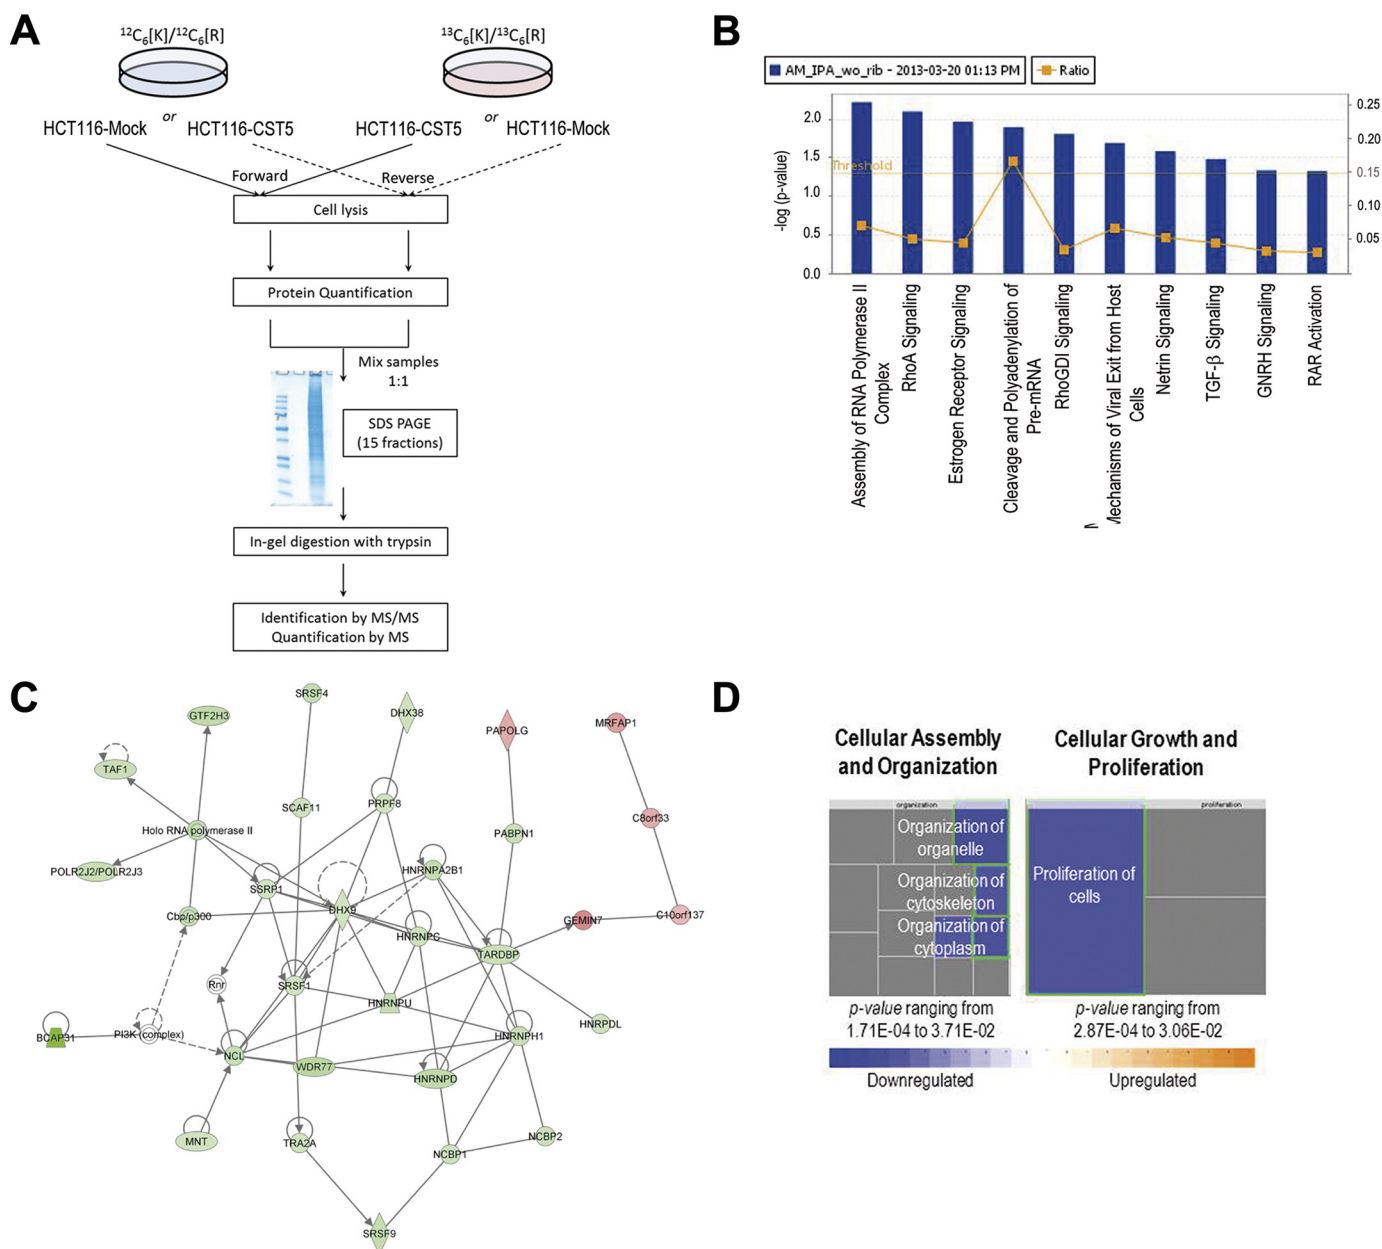 A
¹²C₆[K]/¹²C₆[R]
¹³C₆[K]/¹³C₆[R]
HCT116-Mock
or
HCT116-CST5
HCT116-CST5
or
HCT116-Mock
Forward
Reverse
Cell lysis
Protein Quantification
Mix samples
1:1
SDS PAGE
(15 fractions)
In-gel digestion with trypsin
Identification by MS/MS
Quantification by MS
B
AM_IPA_wo_rib - 2013-03-20 01:13 PM
Ratio
-log (p-value)
2.0
1.5
1.0
0.5
0.0
Threshold
0.25
0.20
0.15
0.10
0.05
Assembly of RNA Polymerase II
Complex
RhoA Signaling
Estrogen Receptor Signaling
Cleavage and Polyadenylation of
Pre-mRNA
RhoGDI Signaling
Mechanisms of Viral Exit from Host
Cells
Netrin Signaling
TGF-β Signaling
GNRH Signaling
RAR Activation
C
SRSF4
GTF2H3
DHX38
PAPOLG
MRFAP1
TAF1
SCAF11
PRPF8
C8orf33
Holo RNA polymerase II
PABPN1
POLR2J2/POLR2J3
HNRNPA2B1
SSRP1
Cbp/p300
DHX9
GEMIN7
C10orf137
HNRNPC
TARDBP
Rnr
SRSF1
HNRNPU
HNRPDL
BCAP31
PI3K (complex)
HNRNPH1
NCL
WDR77
HNRNPD
MNT
TRA2A
NCBP2
NCBP1
SRSF9
D
Cellular Assembly
and Organization
Cellular Growth and
Proliferation
organization
proliferation
Organization of
organelle
Organization of
cytoskeleton
Organization of
cytoplasm
Proliferation of
cells
p-value ranging from
1.71E-04 to 3.71E-02
p-value ranging from
2.87E-04 to 3.06E-02
Downregulated
Upregulated